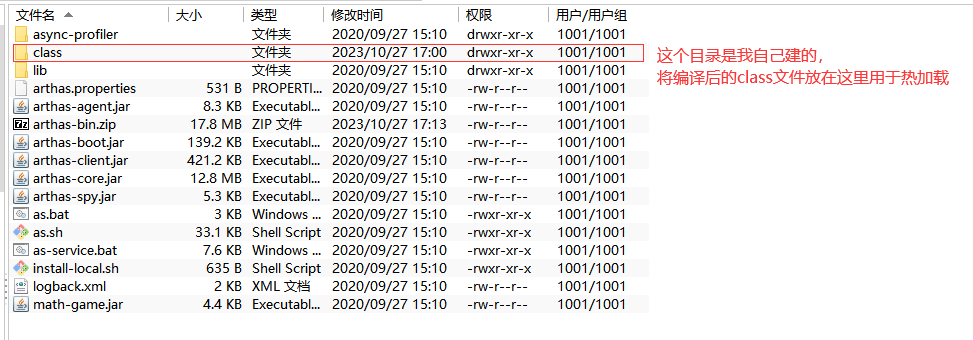 文件名 大小 类型 修改时间 权限 用户/用户组
async-profiler 文件夹 2020/09/27 15:10 drwxr-xr-x 1001/1001
class 文件夹 2023/10/27 17:00 drwxr-xr-x 1001/1001
lib 文件夹 2020/09/27 15:10 drwxr-xr-x 1001/1001
arthas.properties 531 B PROPERTI... 2020/09/27 15:10 -rw-r--r-- 1001/1001
arthas-agent.jar 8.3 KB Executabl... 2020/09/27 15:10 -rw-r--r-- 1001/1001
arthas-bin.zip 17.8 MB ZIP 文件 2023/10/27 17:13 -rw-r--r-- 1001/1001
arthas-boot.jar 139.2 KB Executabl... 2020/09/27 15:10 -rw-r--r-- 1001/1001
arthas-client.jar 421.2 KB Executabl... 2020/09/27 15:10 -rw-r--r-- 1001/1001
arthas-core.jar 12.8 MB Executabl... 2020/09/27 15:10 -rw-r--r-- 1001/1001
arthas-spy.jar 5.3 KB Executabl... 2020/09/27 15:10 -rw-r--r-- 1001/1001
as.bat 3 KB Windows ... 2020/09/27 15:10 -rwxr-xr-x 1001/1001
as.sh 33.1 KB Shell Script 2020/09/27 15:10 -rwxr-xr-x 1001/1001
as-service.bat 7.6 KB Windows ... 2020/09/27 15:10 -rwxr-xr-x 1001/1001
install-local.sh 635 B Shell Script 2020/09/27 15:10 -rwxr-xr-x 1001/1001
logback.xml 2 KB XML 文档 2020/09/27 15:10 -rw-r--r-- 1001/1001
math-game.jar 4.4 KB Executabl... 2020/09/27 15:10 -rw-r--r-- 1001/1001
这个目录是我自己建的,
将编译后的class文件放在这里用于热加载